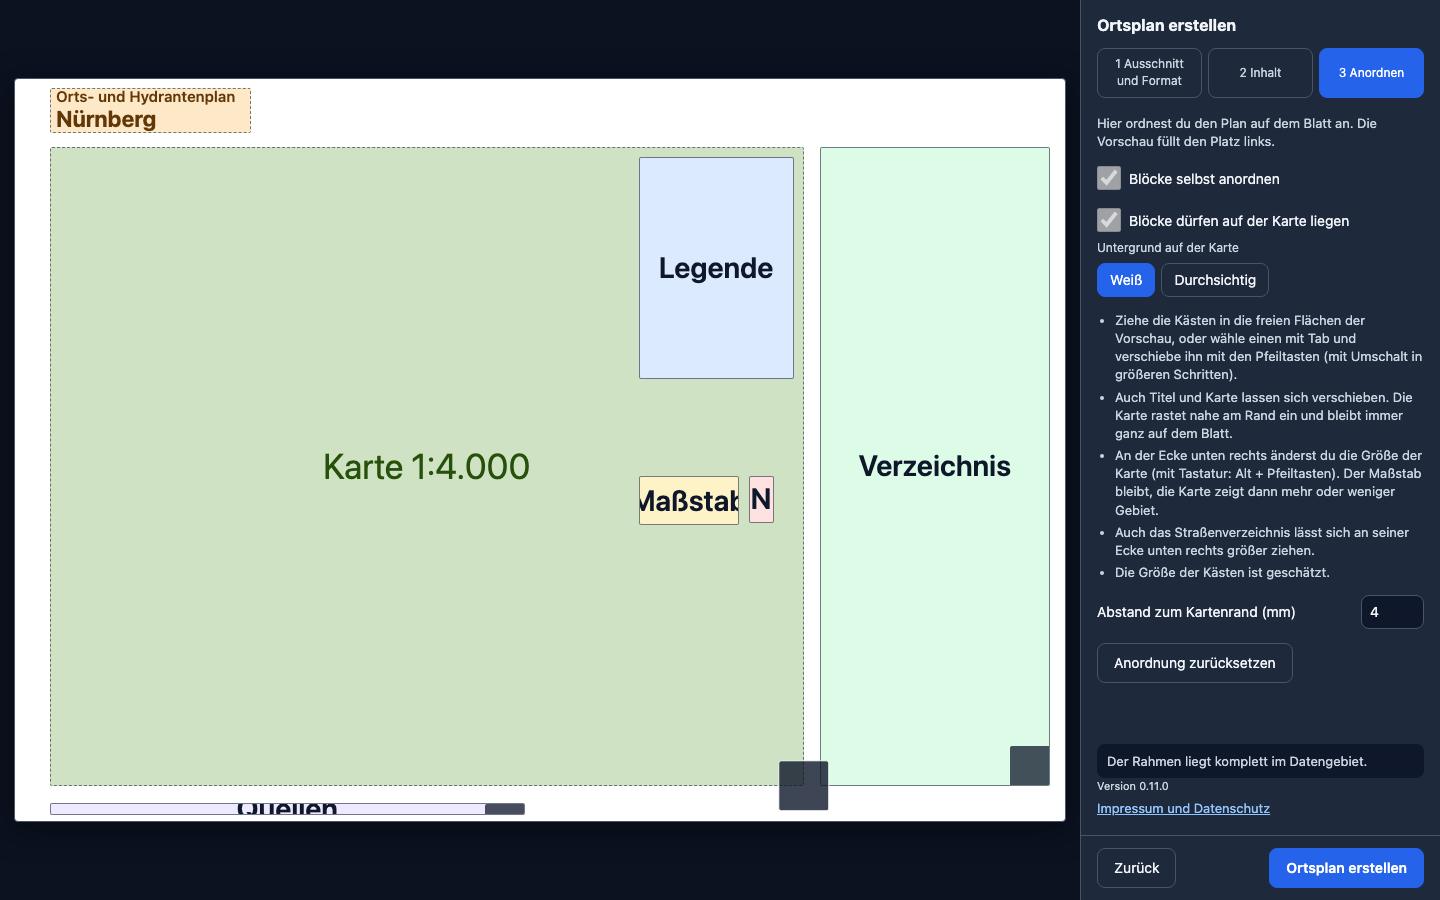 Orts- und Hydrantenplan
Nürnberg
Legende
Karte 1:4.000
Maßstab
N
Verzeichnis
Quellen
Ortsplan erstellen
1 Ausschnitt und Format
2 Inhalt
3 Anordnen
Hier ordnest du den Plan auf dem Blatt an. Die
Vorschau füllt den Platz links.
Blöcke selbst anordnen
Blöcke dürfen auf der Karte liegen
Untergrund auf der Karte
Weiß
Durchsichtig
• Ziehe die Kästen in die freien Flächen der
Vorschau, oder wähle einen mit Tab und
verschiebe ihn mit den Pfeiltasten (mit Umschalt in
größeren Schritten).
• Auch Titel und Karte lassen sich verschieben. Die
Karte rastet nahe am Rand ein und bleibt immer
ganz auf dem Blatt.
• An der Ecke unten rechts änderst du die Größe der
Karte (mit Tastatur: Alt + Pfeiltasten). Der Maßstab
bleibt, die Karte zeigt dann mehr oder weniger
Gebiet.
• Auch das Straßenverzeichnis lässt sich an seiner
Ecke unten rechts größer ziehen.
• Die Größe der Kästen ist geschätzt.
Abstand zum Kartenrand (mm)
4
Anordnung zurücksetzen
Der Rahmen liegt komplett im Datengebiet.
Version 0.11.0
Impressum und Datenschutz
Zurück
Ortsplan erstellen